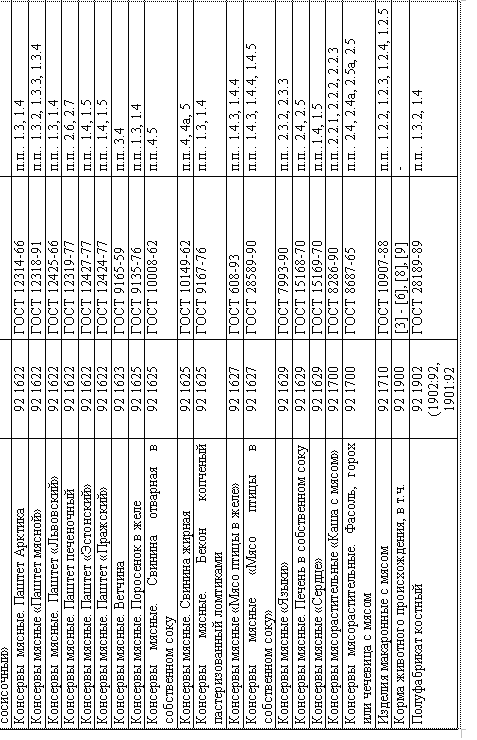 сосисочный»
Консервы мясные. Паштет Арктика 92 1622 ГОСТ 12314-66 п.п. 1.3, 1.4
Консервы мясные «Паштет мясной» 92 1622 ГОСТ 12318-91 п.п. 1.3.2, 1.3.3, 1.3.4
Консервы мясные. Паштет «Львовский» 92 1622 ГОСТ 12425-66 п.п. 1.3, 1.4
Консервы мясные. Паштет печеночный 92 1622 ГОСТ 12319-77 п.п. 2.6, 2.7
Консервы мясные. Паштет «Эстонский» 92 1622 ГОСТ 12427-77 п.п. 1.4, 1.5
Консервы мясные. Паштет «Пражский» 92 1622 ГОСТ 12424-77 п.п. 1.4, 1.5
Консервы мясные. Ветчина 92 1623 ГОСТ 9165-59 п.п. 3.4
Консервы мясные. Поросенок в желе 92 1625 ГОСТ 9135-76 п.п. 1.3, 1.4
Консервы мясные. Свинина отварная в 92 1625 ГОСТ 10008-62 п.п. 4.5
собственном соку
Консервы мясные. Свинина жирная 92 1625 ГОСТ 10149-62 п.п. 4, 4а, 5
Консервы мясные. Бекон копченый 92 1625 ГОСТ 9167-76 п.п. 1.3, 1.4
пастеризованный ломтиками
Консервы мясные «Мясо птицы в желе» 92 1627 ГОСТ 608-93 п.п. 1.4.3, 1.4.4
Консервы мясные «Мясо птицы в 92 1627 ГОСТ 28589-90 п.п. 1.4.3, 1.4.4, 1.4.5
собственном соку»
Консервы мясные «Языки» 92 1629 ГОСТ 7993-90 п.п. 2.3.2, 2.3.3
Консервы мясные. Печень в собственном соку 92 1629 ГОСТ 15168-70 п.п. 2.4, 2.5
Консервы мясные «Сердце» 92 1629 ГОСТ 15169-70 п.п. 1.4, 1.5
Консервы мясорастительные «Каша с мясом» 92 1700 ГОСТ 8286-90 п.п. 2.2.1, 2.2.2, 2.2.3
Консервы мясорастительные. Фасоль, горох 92 1700 ГОСТ 8687-65 п.п. 2.4, 2.4а, 2.5а, 2.5
или чечевица с мясом
Изделия макаронные с мясом 92 1710 ГОСТ 10907-88 п.п. 1.2.2, 1.2.3, 1.2.4, 1.2.5
Корма животного происхождения, в т.ч. 92 1900 [3] - [6], [8], [9] -
Полуфабрикат костный 92 1902 ГОСТ 28189-89 п.п. 1.3.2, 1.4
(1902:92,
1901:92